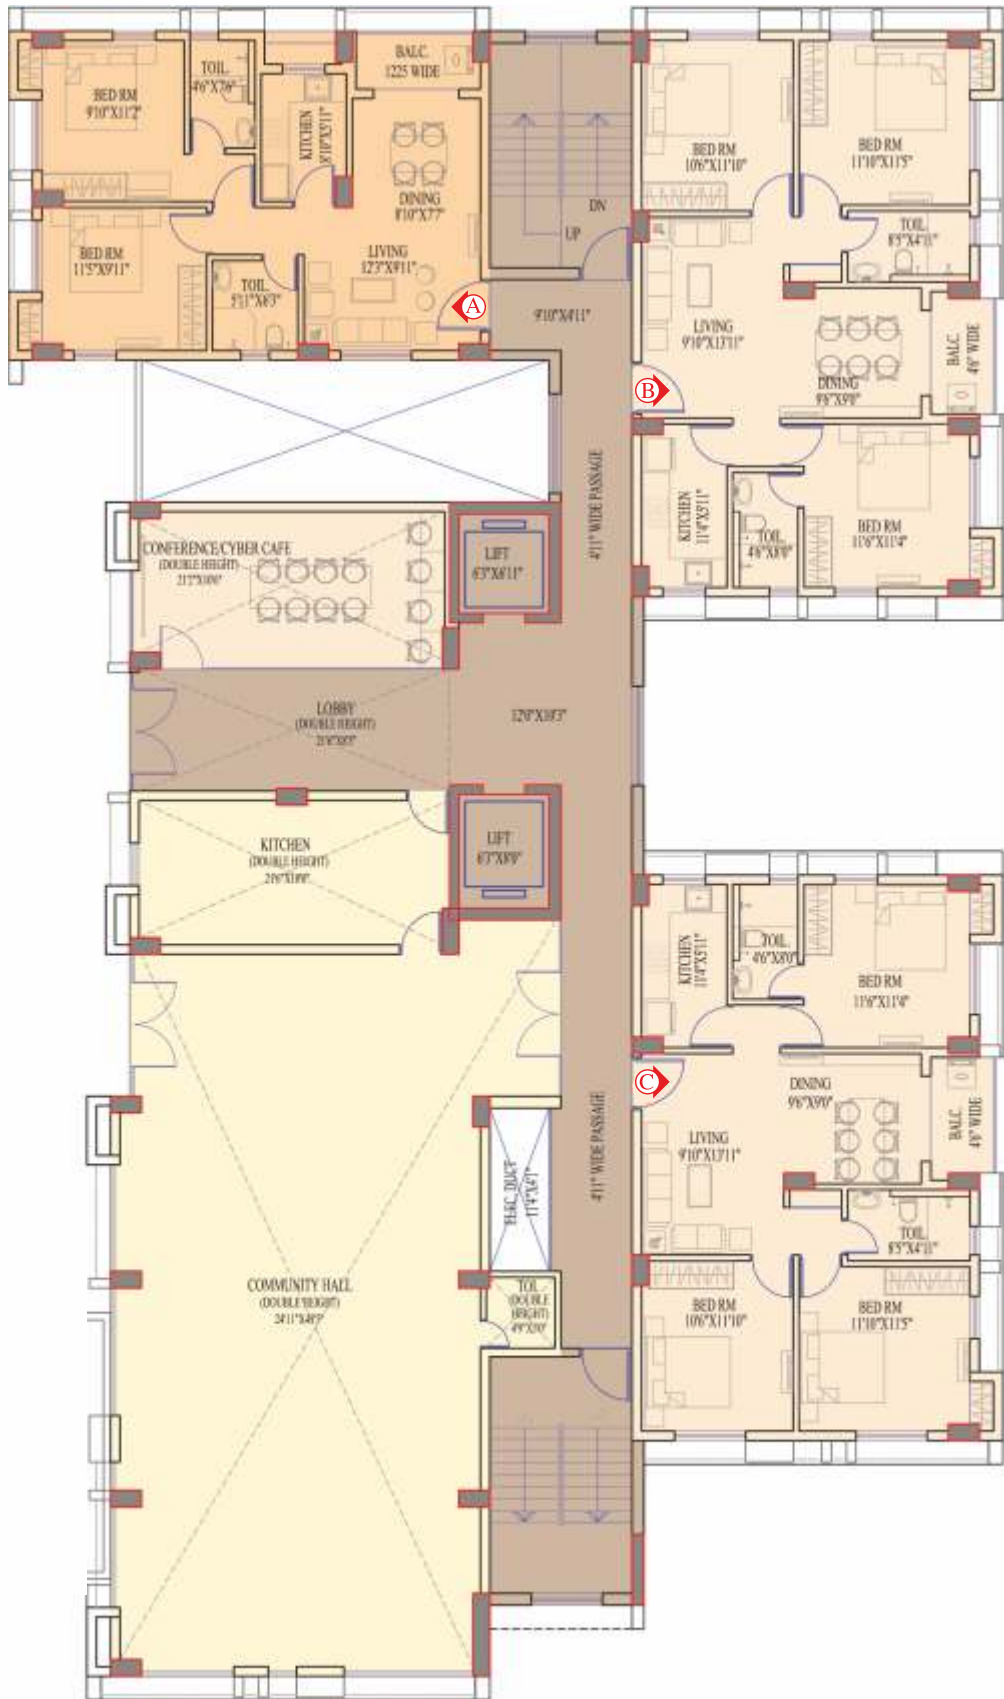 BALC.
1225 WIDE
TOIL.
4'6"X7'6"
BED RM
9'10"X11'2"
KITCHEN
8'10"X5'11"
DINING
8'10"X7'7"
BED RM
11'5"X9'11"
TOIL.
5'11"X6'3"
LIVING
12'3"X9'11"
A
DN
UP
9'10"X4'11"
BED RM
10'6"X11'10"
BED RM
11'10"X11'5"
TOIL.
8'5"X4'11"
LIVING
9'10"X13'11"
BALC.
4'6" WIDE
B
DINING
9'6"X9'0"
4'11" WIDE PASSAGE
KITCHEN
11'4"X5'11"
TOIL.
4'6"X8'0"
BED RM
11'6"X11'4"
CONFERENCE/CYBER CAFE
(DOUBLE HEIGHT)
LIFT
6'3"X6'11"
LOBBY
(DOUBLE HEIGHT)
12'0"X10'3"
KITCHEN
(DOUBLE HEIGHT)
LIFT
6'3"X8'0"
KITCHEN
11'4"X5'11"
TOIL.
4'6"X8'0"
BED RM
11'6"X11'4"
C
DINING
9'6"X9'0"
BALC.
4'6" WIDE
LIVING
9'10"X13'11"
4'11" WIDE PASSAGE
ELEC. DUCT
11'4"X4'1"
TOIL.
8'5"X4'11"
COMMUNITY HALL
(DOUBLE HEIGHT)
TOI.
(DOUBLE
HEIGHT)
BED RM
10'6"X11'10"
BED RM
11'10"X11'5"